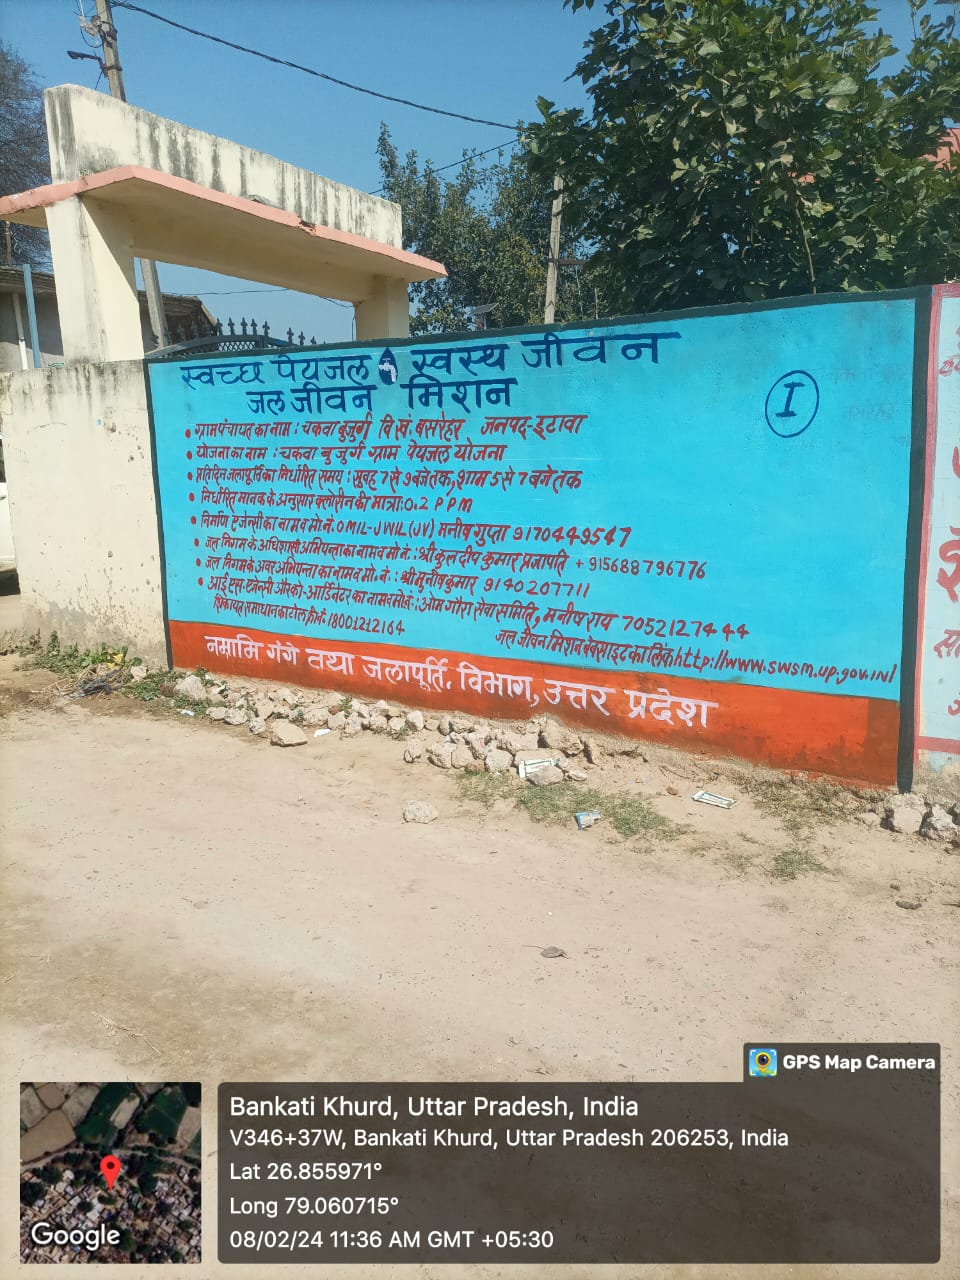 स्वच्छ पेयजल स्वस्थ जीवन
जल जीवन मिशन
I
• ग्राम पंचायत का नाम : चकवा बुजुर्ग वि.खं. बसरेहर जनपद-इटावा
• योजना का नाम : चकवा बुजुर्ग ग्राम पेयजल योजना
• प्रतिदिन जलापूर्ति का निर्धारित समय : सुबह 7 से 9 बजे तक, शाम 5 से 7 बजे तक
• निर्धारित मानक के अनुसार क्लोरीन की मात्रा: 0.2 PPM
• निर्माण एजेन्सी का नाम व मो.नं. OMIL-JWIL (JV) मनीष गुप्ता 9170449547
• जल निगम के अधिशासी अभियन्ता का नाम व मो नं. : श्री कुलदीप कुमार प्रजापति +915688796776
• जल निगम के अवर अभियन्ता का नाम व मो. नं. : श्री मुनीष कुमार 9140207711
• आई एस. एजेन्सी और को-आर्डिनेटर का नाम व मो नं : ओम गौरा सेवा समिति, मनीष राय 7052127444
शिकायत समाधान का टोल फ्री नं. 18001212164
जल जीवन मिशन बेवसाइट का लिंक http://www.swsm.up.gov.in/
नमामि गंगे तथा जलापूर्ति. विभाग, उत्तर प्रदेश
GPS Map Camera
Bankati Khurd, Uttar Pradesh, India
V346+37W, Bankati Khurd, Uttar Pradesh 206253, India
Lat 26.855971°
Long 79.060715°
08/02/24 11:36 AM GMT +05:30
Google